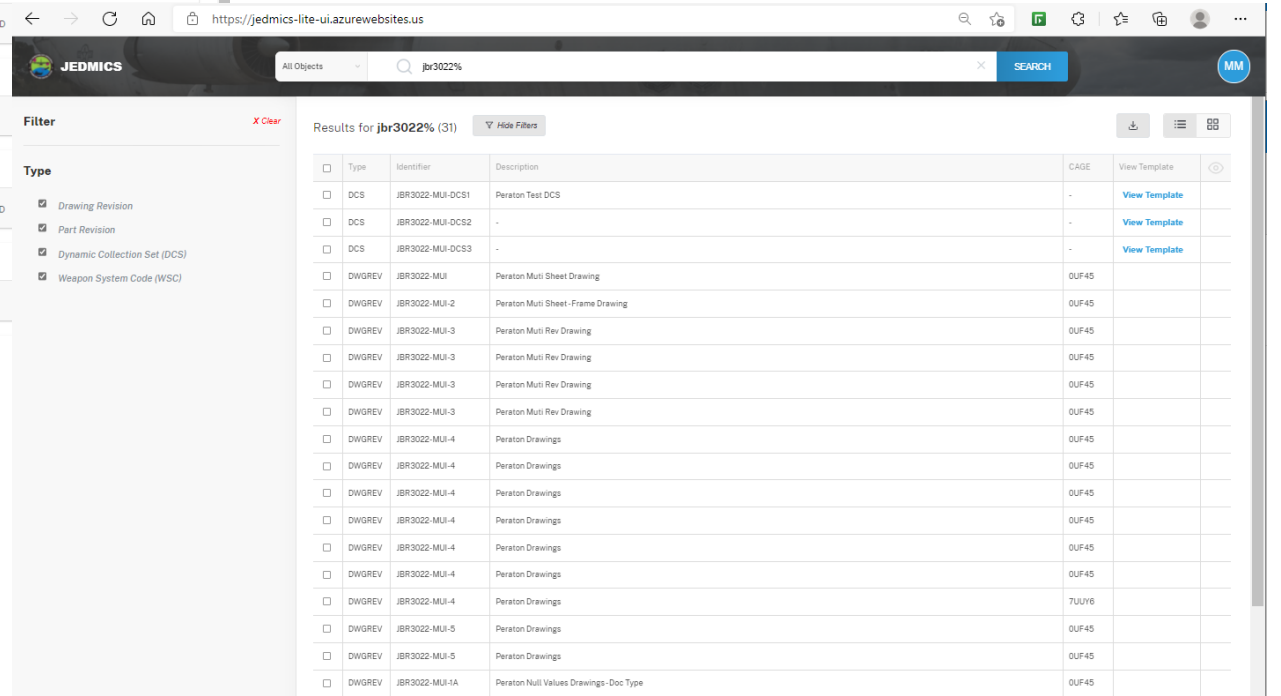 https://jedmics-lite-ui.azurewebsites.us
JEDMICS
All Objects
jbr3022%
SEARCH
MM
Filter
X Clear
Results for jbr3022% (31)
Hide Filters
Type
Drawing Revision
Part Revision
Dynamic Collection Set (DCS)
Weapon System Code (WSC)
Type Identifier Description CAGE View Template
DCS JBR3022-MUI-DCS1 Peraton Test DCS - View Template
DCS JBR3022-MUI-DCS2 - - View Template
DCS JBR3022-MUI-DCS3 - - View Template
DWGREV JBR3022-MUI Peraton Muti Sheet Drawing 0UF45
DWGREV JBR3022-MUI-2 Peraton Muti Sheet-Frame Drawing 0UF45
DWGREV JBR3022-MUI-3 Peraton Muti Rev Drawing 0UF45
DWGREV JBR3022-MUI-3 Peraton Muti Rev Drawing 0UF45
DWGREV JBR3022-MUI-3 Peraton Muti Rev Drawing 0UF45
DWGREV JBR3022-MUI-3 Peraton Muti Rev Drawing 0UF45
DWGREV JBR3022-MUI-4 Peraton Drawings 0UF45
DWGREV JBR3022-MUI-4 Peraton Drawings 0UF45
DWGREV JBR3022-MUI-4 Peraton Drawings 0UF45
DWGREV JBR3022-MUI-4 Peraton Drawings 0UF45
DWGREV JBR3022-MUI-4 Peraton Drawings 0UF45
DWGREV JBR3022-MUI-4 Peraton Drawings 0UF45
DWGREV JBR3022-MUI-4 Peraton Drawings 7UUY6
DWGREV JBR3022-MUI-5 Peraton Drawings 0UF45
DWGREV JBR3022-MUI-5 Peraton Drawings 0UF45
DWGREV JBR3022-MUI-1A Peraton Null Values Drawings-Doc Type 0UF45